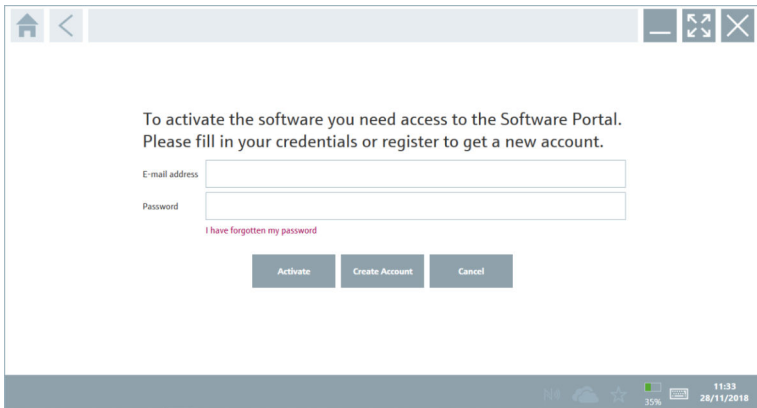 To activate the software you need access to the Software Portal.
Please fill in your credentials or register to get a new account.
E-mail address
Password
I have forgotten my password
Activate Create Account Cancel
35%
11:33
28/11/2018